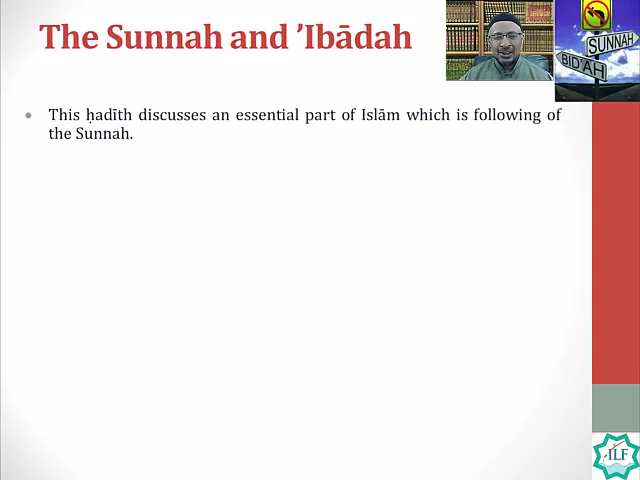 The Sunnah and ’Ibādah
SUNNAH
BID'AH
This ḥadīth discusses an essential part of Islām which is following of
the Sunnah.
ILF